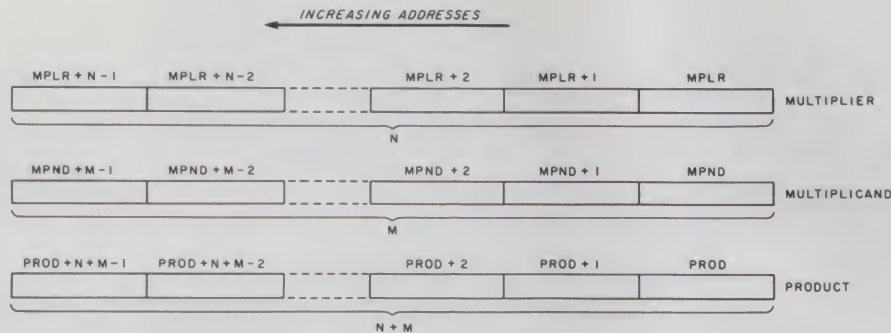 INCREASING ADDRESSES
MPLR + N - 1 MPLR + N - 2 MPLR + 2 MPLR + 1 MPLR
MULTIPLIER
N
MPND + M - 1 MPND + M - 2 MPND + 2 MPND + 1 MPND
MULTIPLICAND
M
PROD + N + M - 1 PROD + N + M - 2 PROD + 2 PROD + 1 PROD
PRODUCT
N + M